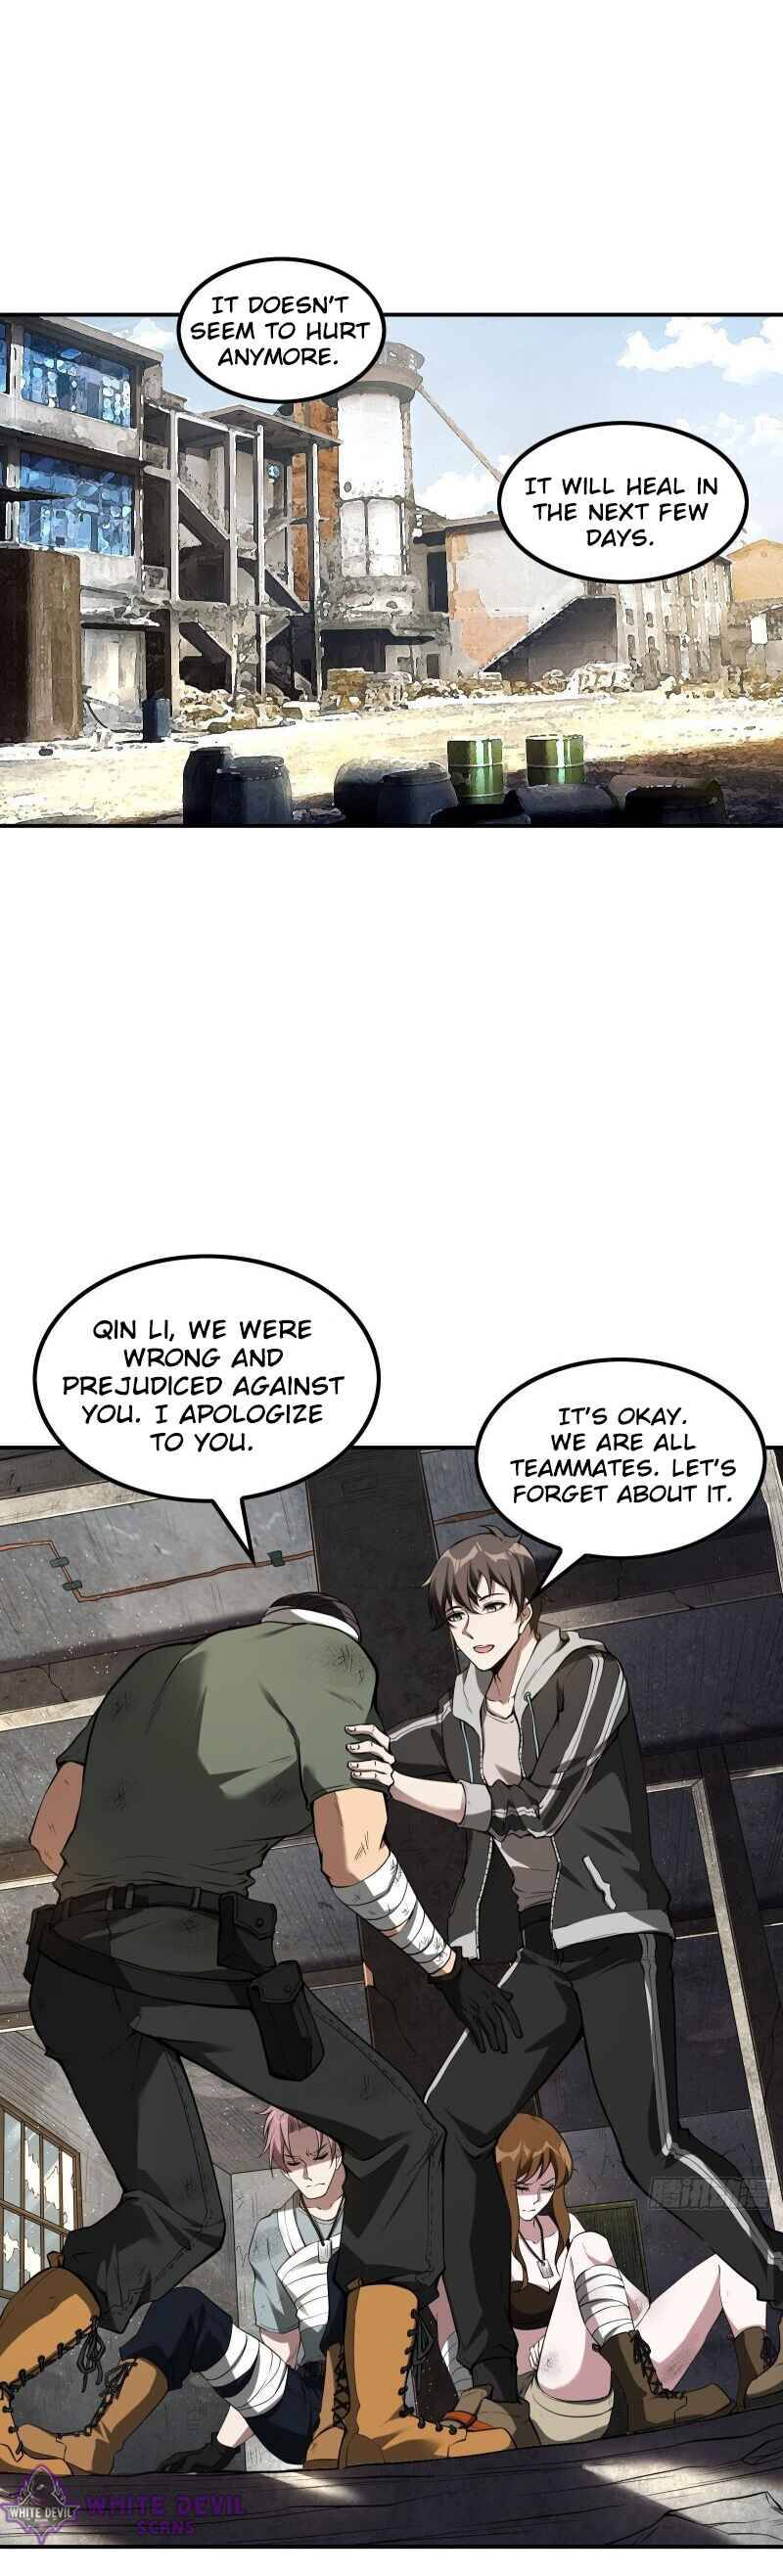 IT DOESN'T
SEEM TO HURT
ANYMORE.
IT WILL HEAL IN
THE NEXT FEW
DAYS.
QIN LI, WE WERE
WRONG AND
PREJUDICED AGAINST
YOU. I APOLOGIZE
TO YOU.
IT'S OKAY.
WE ARE ALL
TEAMMATES. LET'S
FORGET ABOUT IT.
WHITE DEVIL
WHITE DEVIL
SCANS